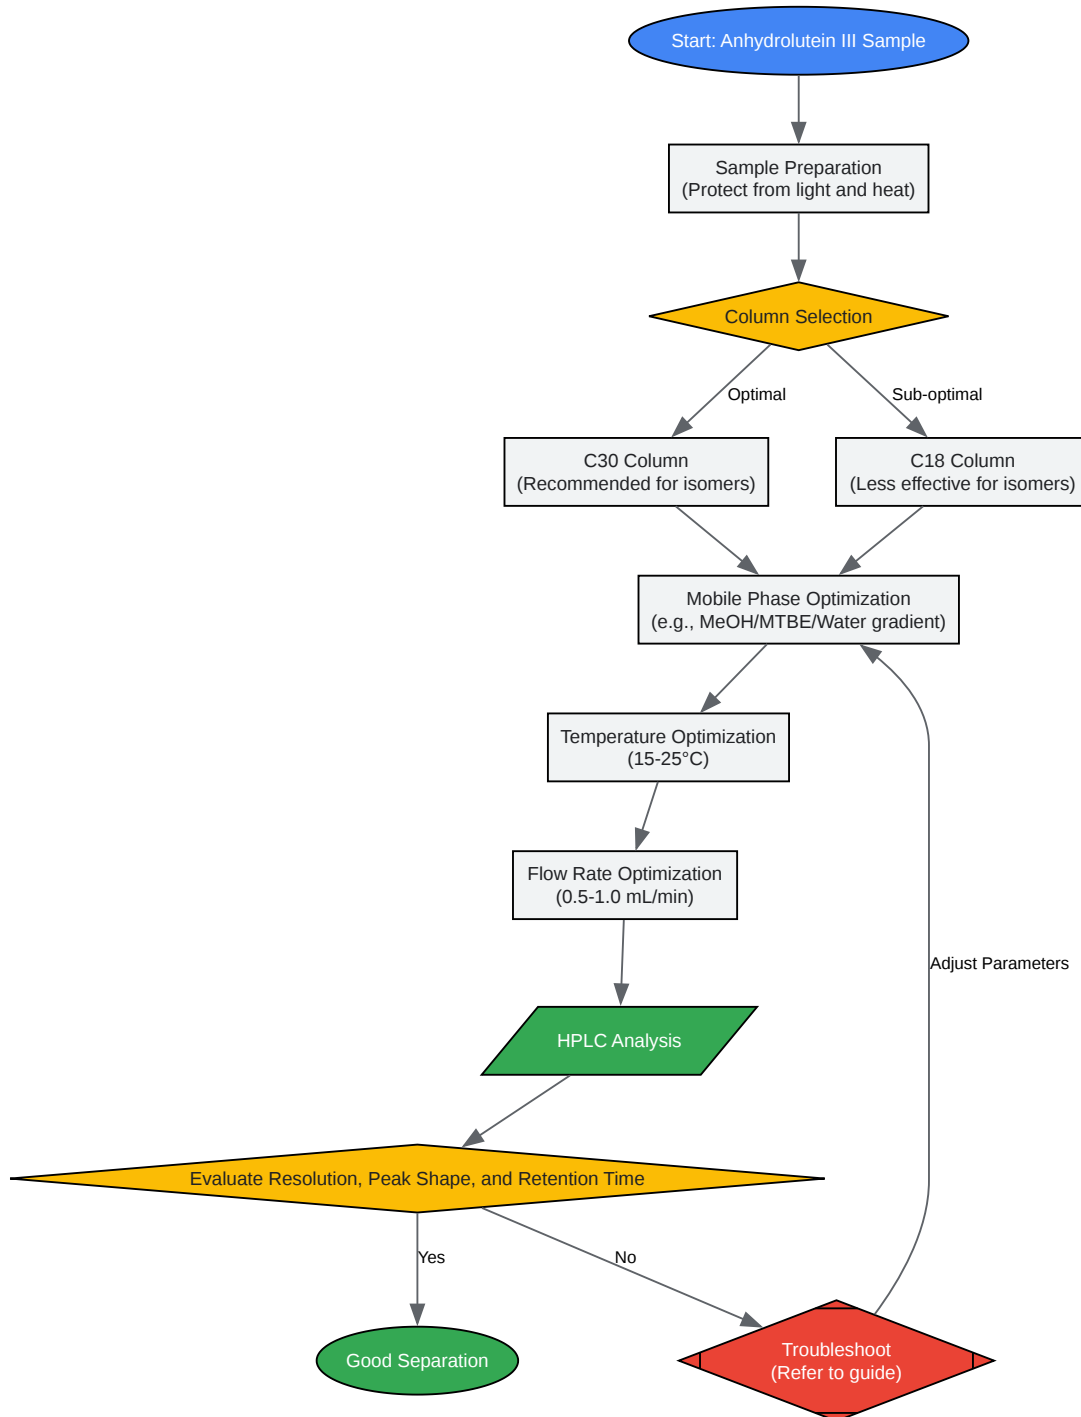 Start: Anhydrolutein III Sample
Sample Preparation
(Protect from light and heat)
Column Selection
Optimal
Sub-optimal
C30 Column
(Recommended for isomers)
C18 Column
(Less effective for isomers)
Mobile Phase Optimization
(e.g., MeOH/MTBE/Water gradient)
Temperature Optimization
(15-25°C)
Flow Rate Optimization
(0.5-1.0 mL/min)
Adjust Parameters
HPLC Analysis
Evaluate Resolution, Peak Shape, and Retention Time
Yes
No
Good Separation
Troubleshoot
(Refer to guide)